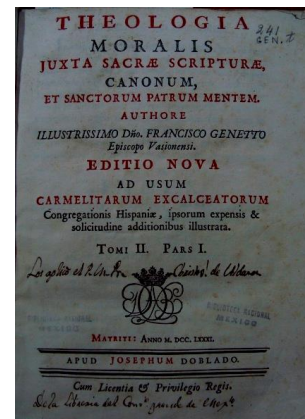 THEOLOGIA
241
MORALIS
GEN. t
JUXTA SACRÆ SCRIPTURÆ,
CANONUM,
ET SANCTORUM PATRUM MENTEM.
AUTHORE
ILLUSTRISSIMO Dño. FRANCISCO GENETTO
Episcopo Vasionensi.
EDITIO NOVA
AD USUM
CARMELITARUM EXCALCEATORUM
Congregationis Hispaniæ, ipsorum expensis &
solicitudine additionibus illustrata.
TOMI II. PARS I.
MATRITI: ANNO M. DCC. LXXXI.
APUD JOSEPHUM DOBLADO.
Cum Licentia & Privilegio Regis.